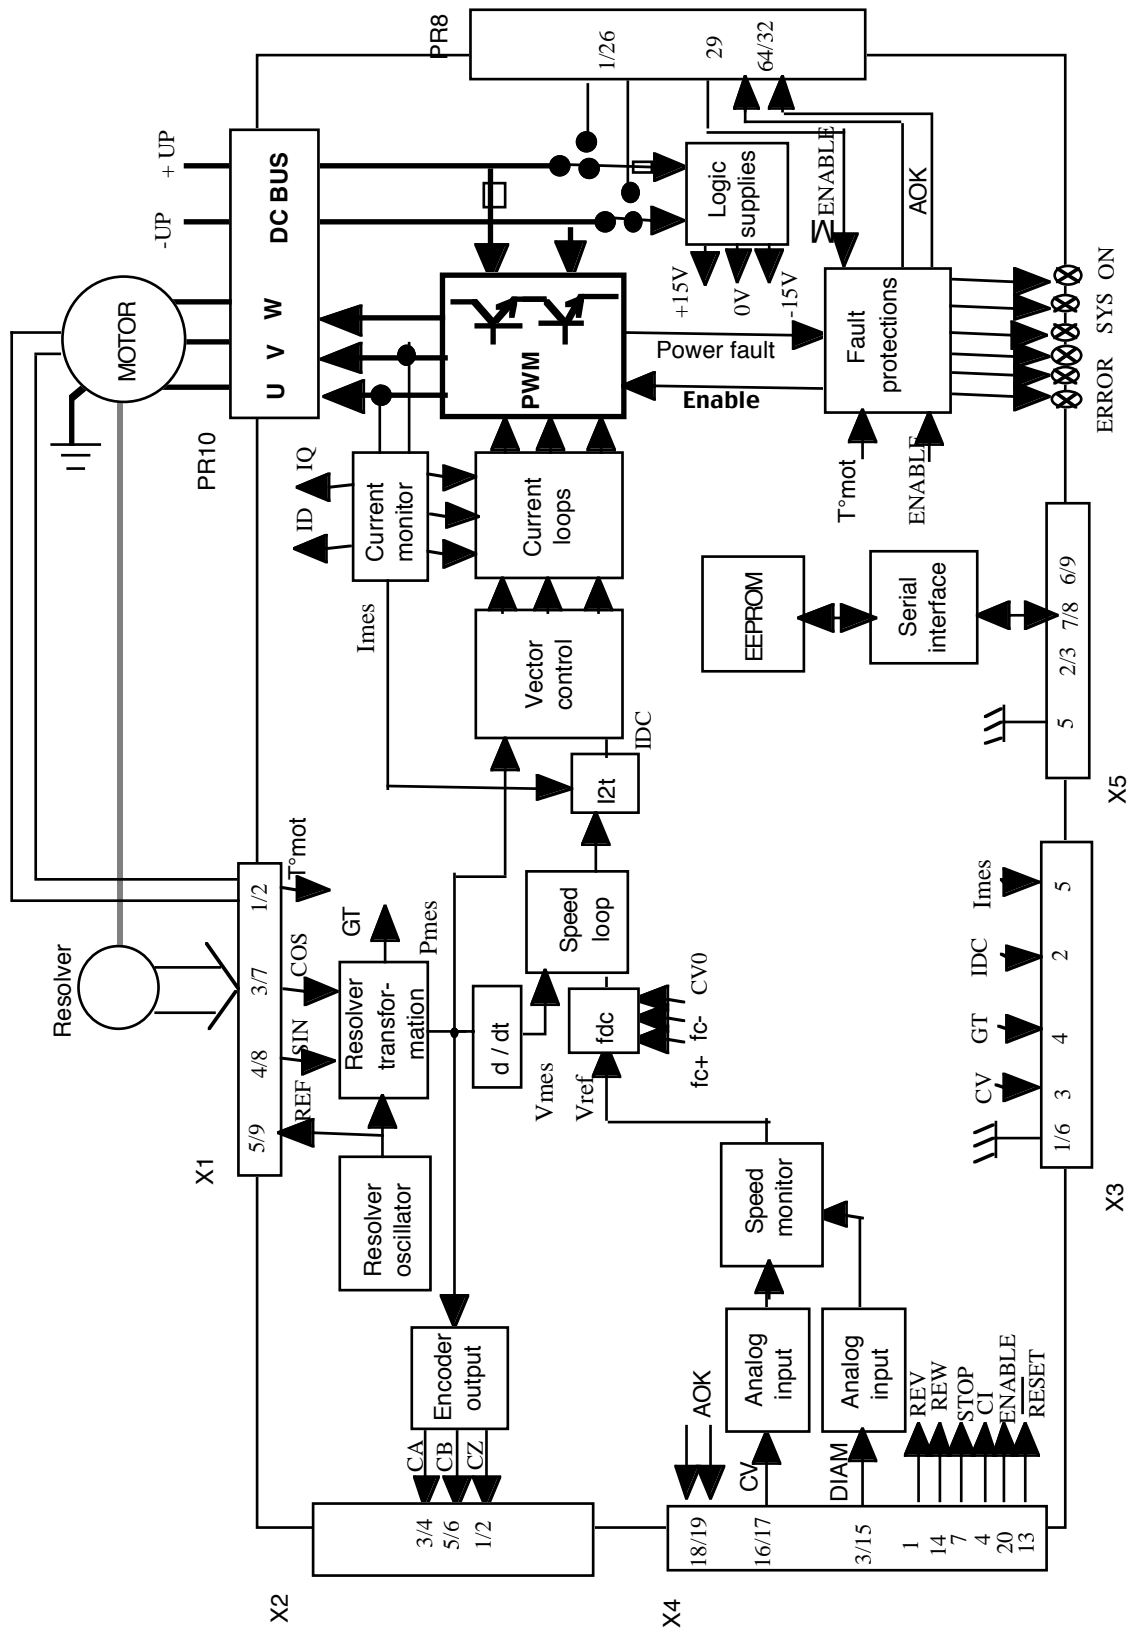 X2
3/4
5/6
1/2
CA
CB
CZ
Encoder
output
X1
5/9
4/8
3/7
1/2
REF
SIN
COS
T°mot
Resolver
Resolver
oscillator
Resolver
transfor-
mation
GT
Pmes
d / dt
Vmes
Vref
fdc
fc+
fc-
CV0
Speed
loop
I2t
IDC
Imes
Vector
control
Current
monitor
ID
IQ
Current
loops
PWM
MOTOR
PR10
U
V
W
DC BUS
-UP
+ UP
PR8
1/26
29
64/32
Logic
supplies
+15V
0V
-15V
ENABLE
AOK
Power fault
Enable
Fault
protections
T°mot
ENABLE
ERROR
SYS
ON
EEPROM
Serial
interface
X5
5
2/3
7/8
6/9
X3
1/6
3
4
2
5
CV
GT
IDC
Imes
X4
18/19
16/17
3/15
1
14
7
4
20
13
AOK
CV
DIAM
Analog
input
Analog
input
Speed
monitor
REV
REW
STOP
CI
ENABLE
RESET